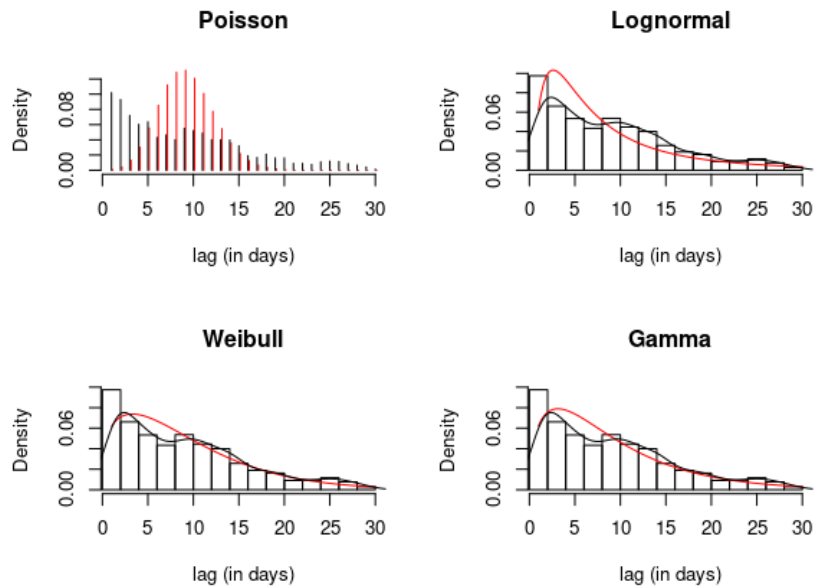 Poisson
Density
0.00 0.08
0 5 10 15 20 25 30
lag (in days)
Lognormal
Density
0.00 0.06
0 5 10 15 20 25 30
lag (in days)
Weibull
Density
0.00 0.06
0 5 10 15 20 25 30
lag (in days)
Gamma
Density
0.00 0.06
0 5 10 15 20 25 30
lag (in days)